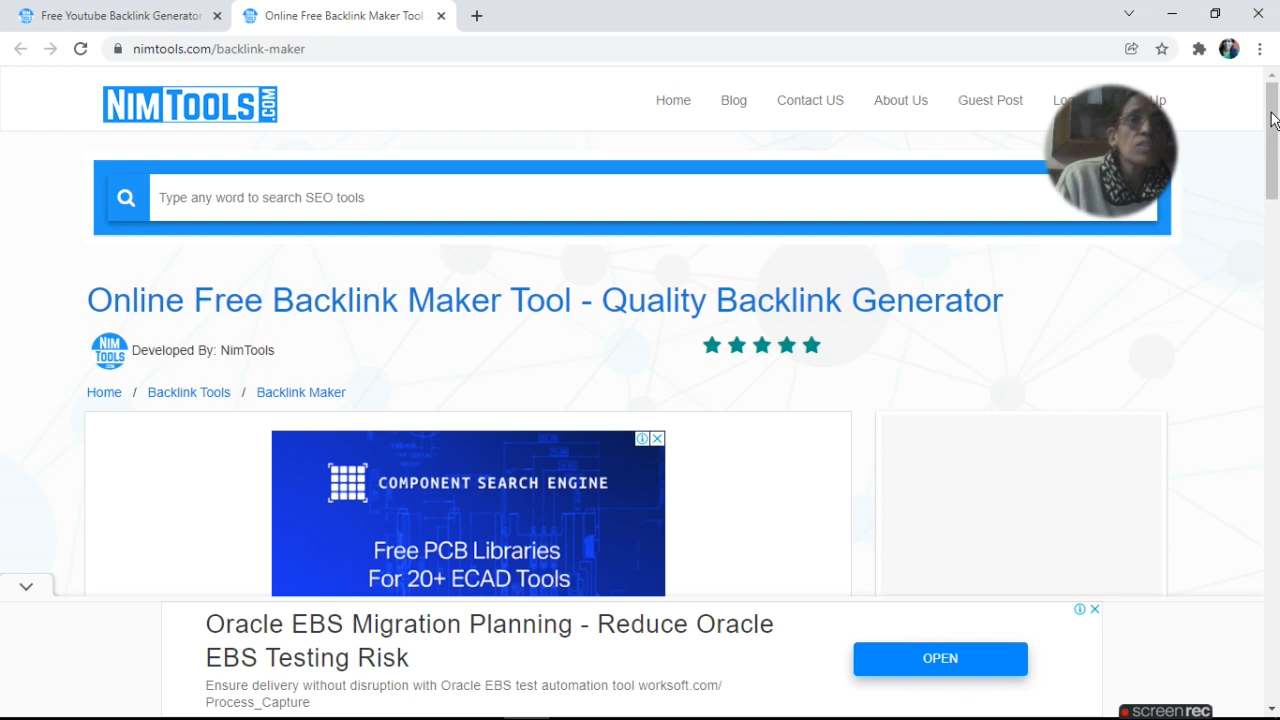 Free Youtube Backlink Generator
Online Free Backlink Maker Tool
nimtools.com/backlink-maker
NIMTOOLS.COM
Home Blog Contact US About Us Guest Post
Up
Type any word to search SEO tools
Online Free Backlink Maker Tool - Quality Backlink Generator
NIM TOOLS .COM
Developed By: NimTools
Home / Backlink Tools / Backlink Maker
COMPONENT SEARCH ENGINE
Free PCB Libraries
For 20+ ECAD Tools
Oracle EBS Migration Planning - Reduce Oracle
EBS Testing Risk
OPEN
Ensure delivery without disruption with Oracle EBS test automation tool worksoft.com/
Process_Capture
screenrec